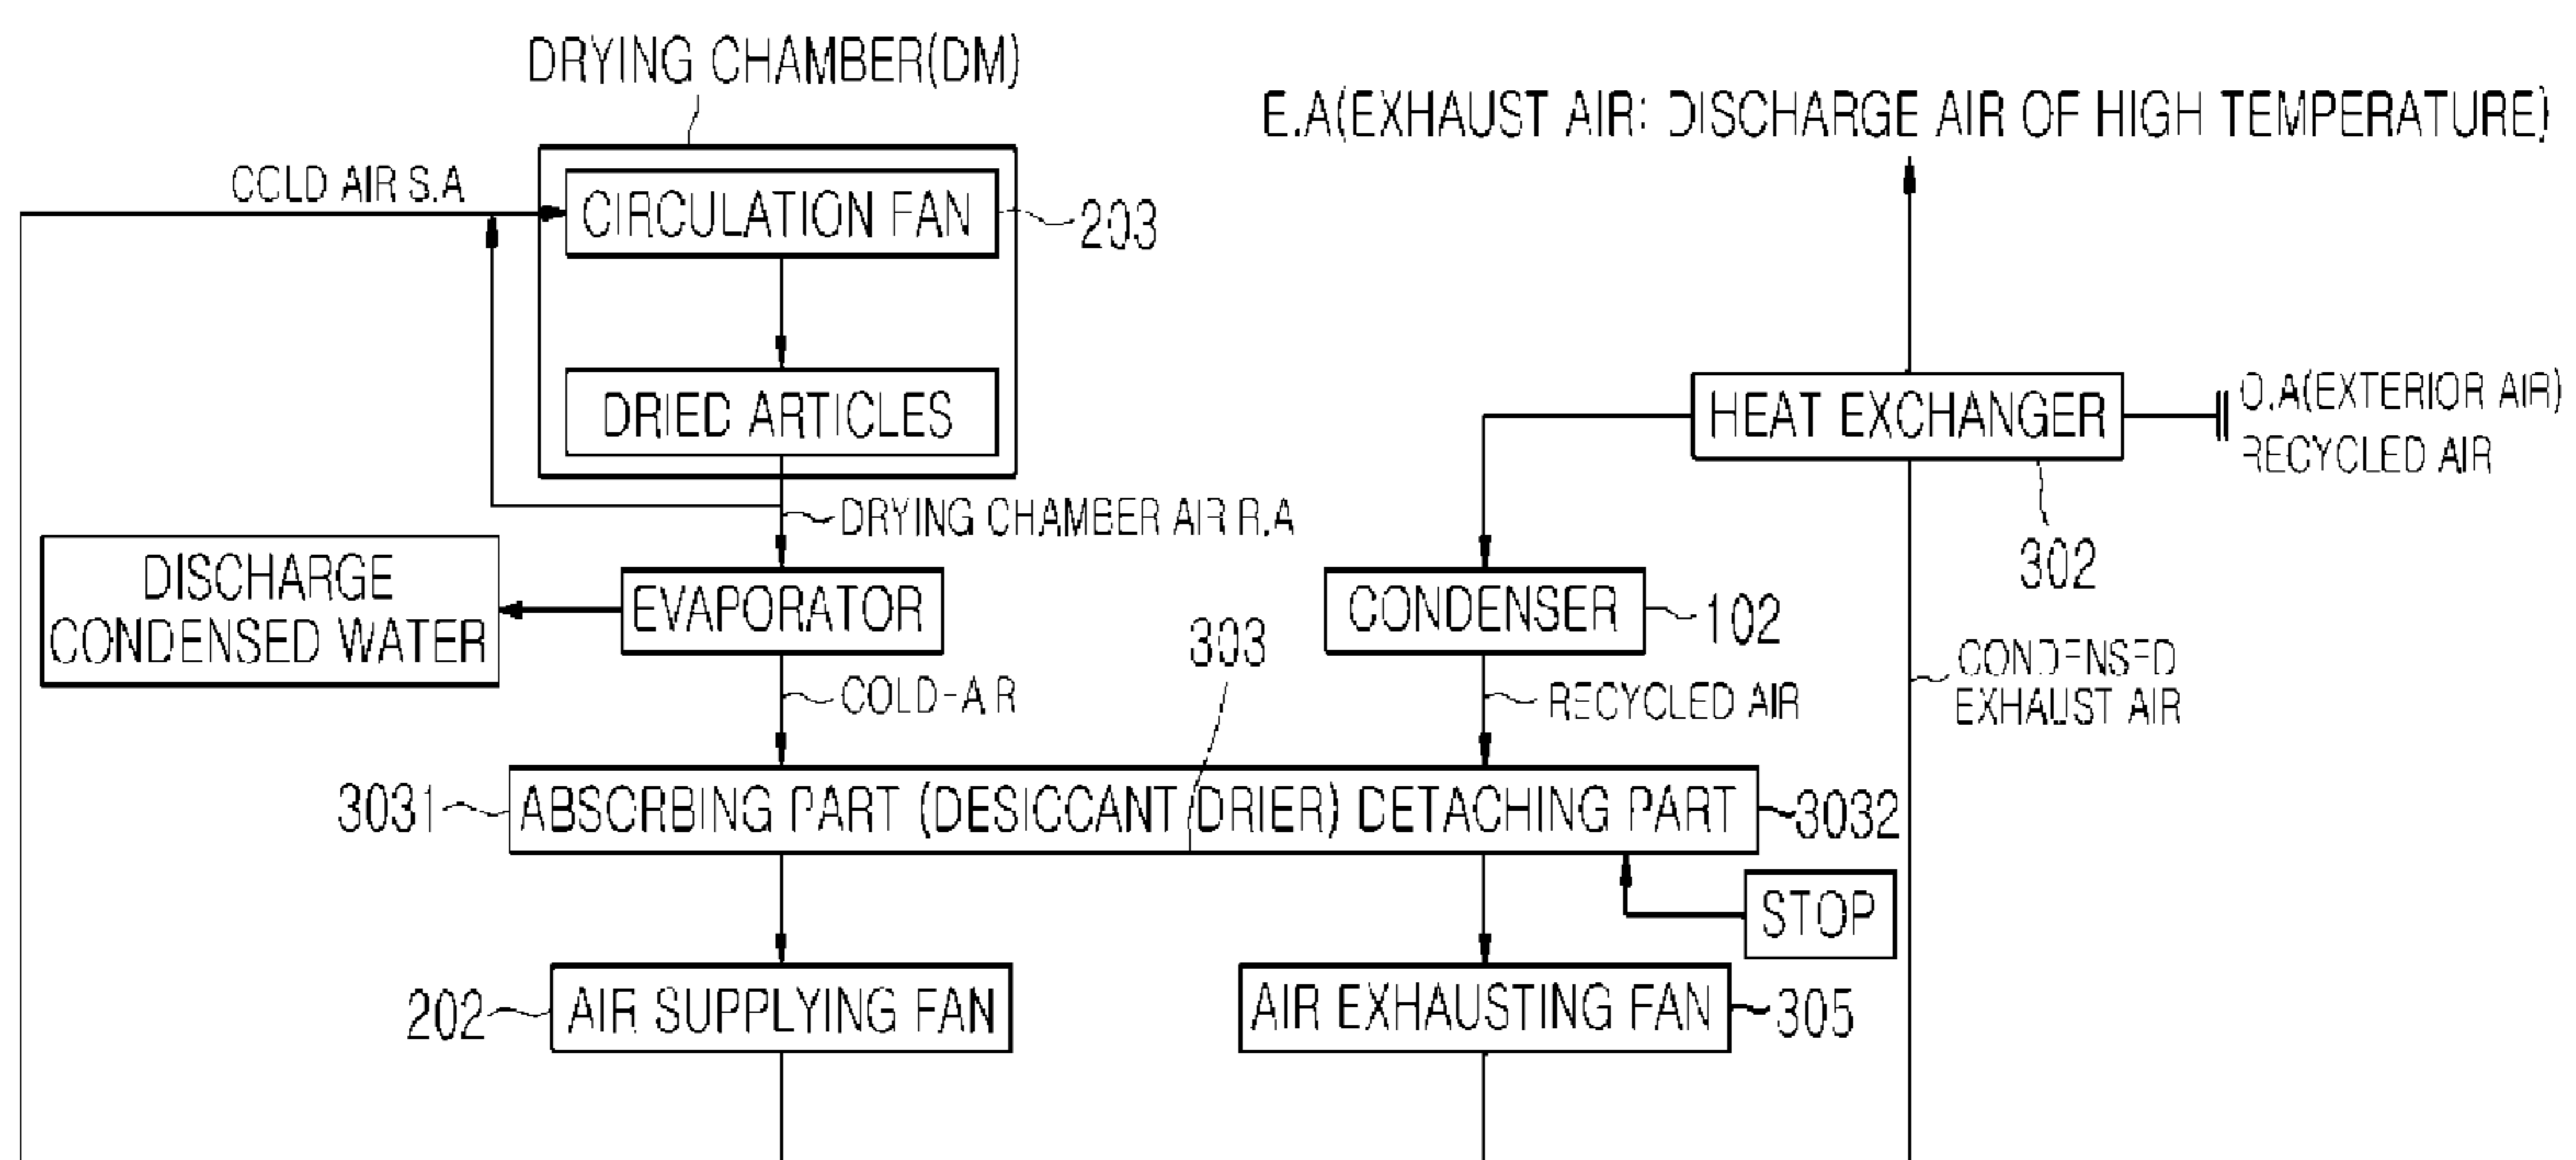 DRYING CHAMBER(DM)
E.A(EXHAUST AIR: DISCHARGE AIR OF HIGH TEMPERATURE)
COLD AIR S.A
CIRCULATION FAN
203
DRIED ARTICLES
HEAT EXCHANGER
O.A(EXTERIOR AIR)
RECYCLED AIR
DRYING CHAMBER AIR R.A
302
DISCHARGE
CONDENSED WATER
EVAPORATOR
CONDENSER
102
303
COLD-AIR
RECYCLED AIR
CONDENSED
EXHAUST AIR
3031
ABSORBING PART (DESICCANT DRIER) DETACHING PART
3032
STOP
202
AIR SUPPLYING FAN
AIR EXHAUSTING FAN
305